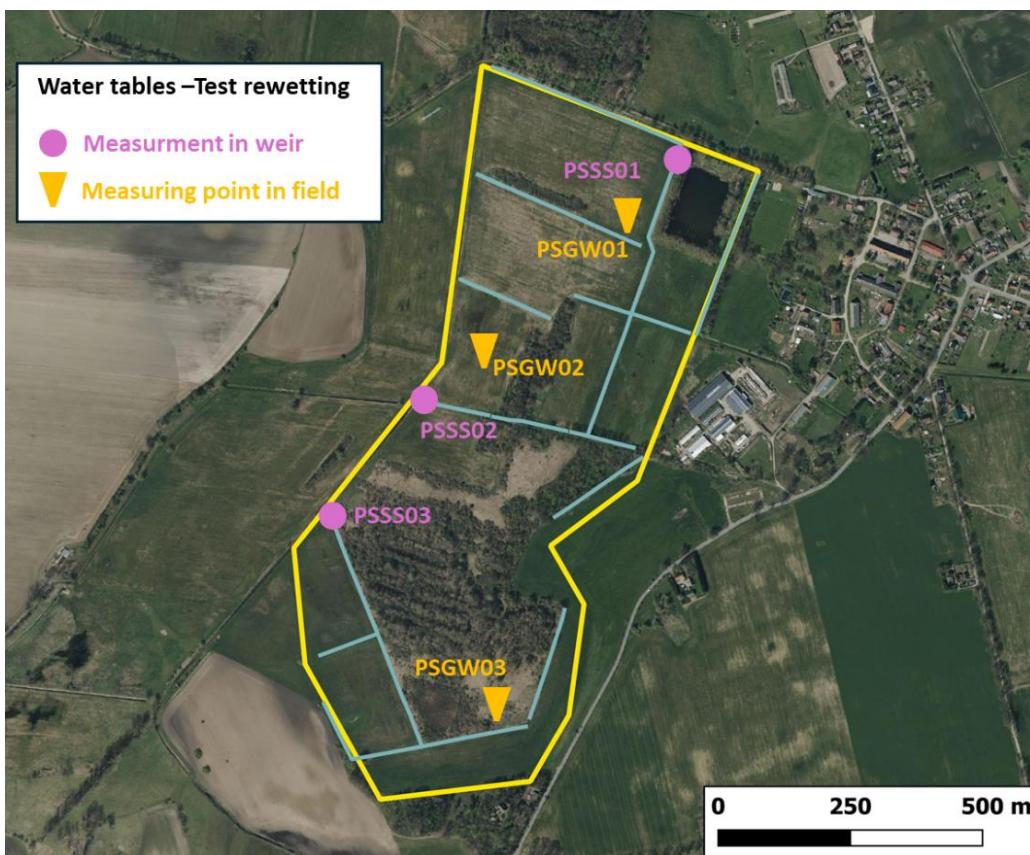 Water tables –Test rewetting
Measurment in weir
Measuring point in field
PSSS01
PSGW01
PSGW02
PSSS02
PSSS03
PSGW03
0 250 500 m